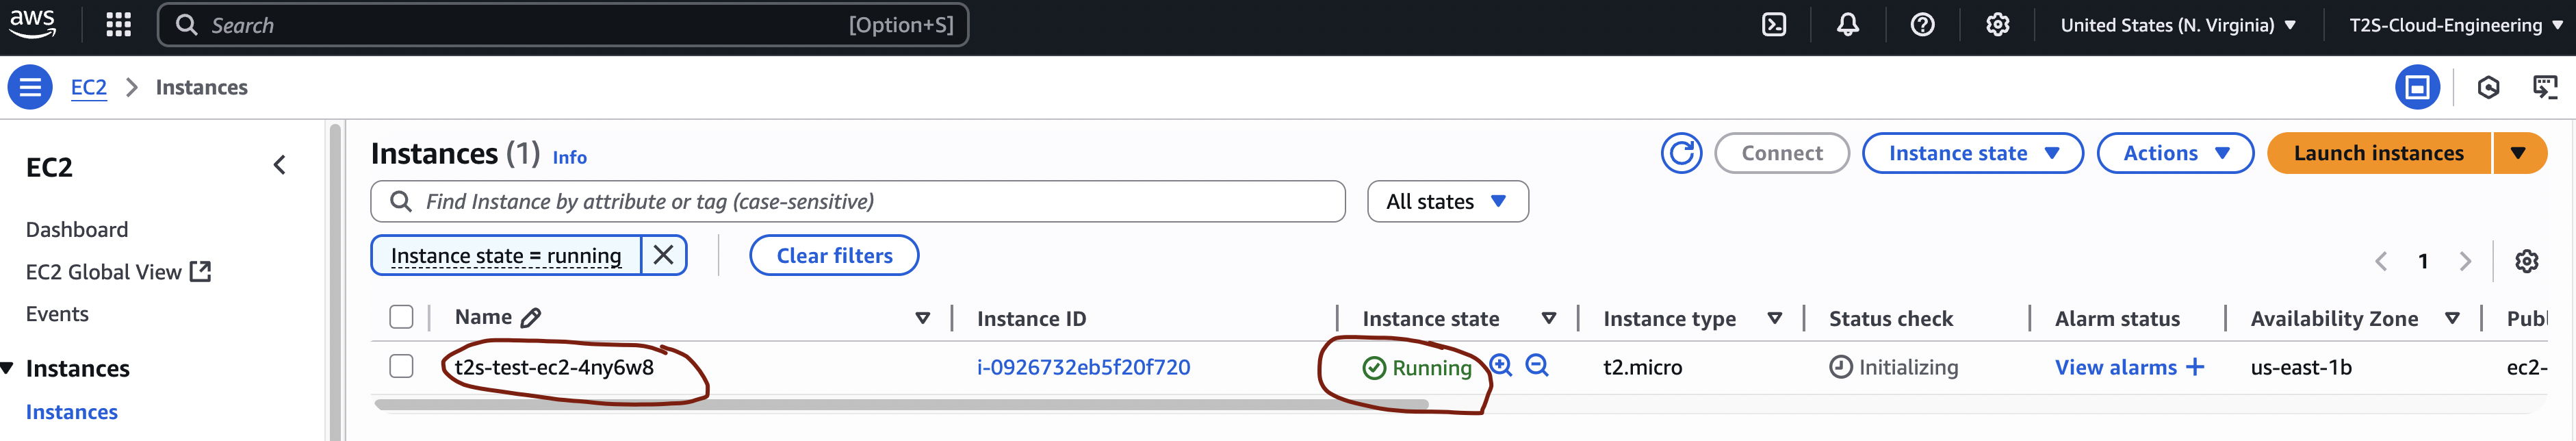 aws
Search [Option+S] United States (N. Virginia) T2S-Cloud-Engineering
EC2 Instances
EC2
Dashboard
EC2 Global View
Events
Instances
Instances
Instances (1) Info Connect Instance state Actions Launch instances
Find Instance by attribute or tag (case-sensitive) All states
Instance state = running Clear filters
1
Name Instance ID Instance state Instance type Status check Alarm status Availability Zone Publ
t2s-test-ec2-4ny6w8 i-0926732eb5f20f720 Running t2.micro Initializing View alarms + us-east-1b ec2-